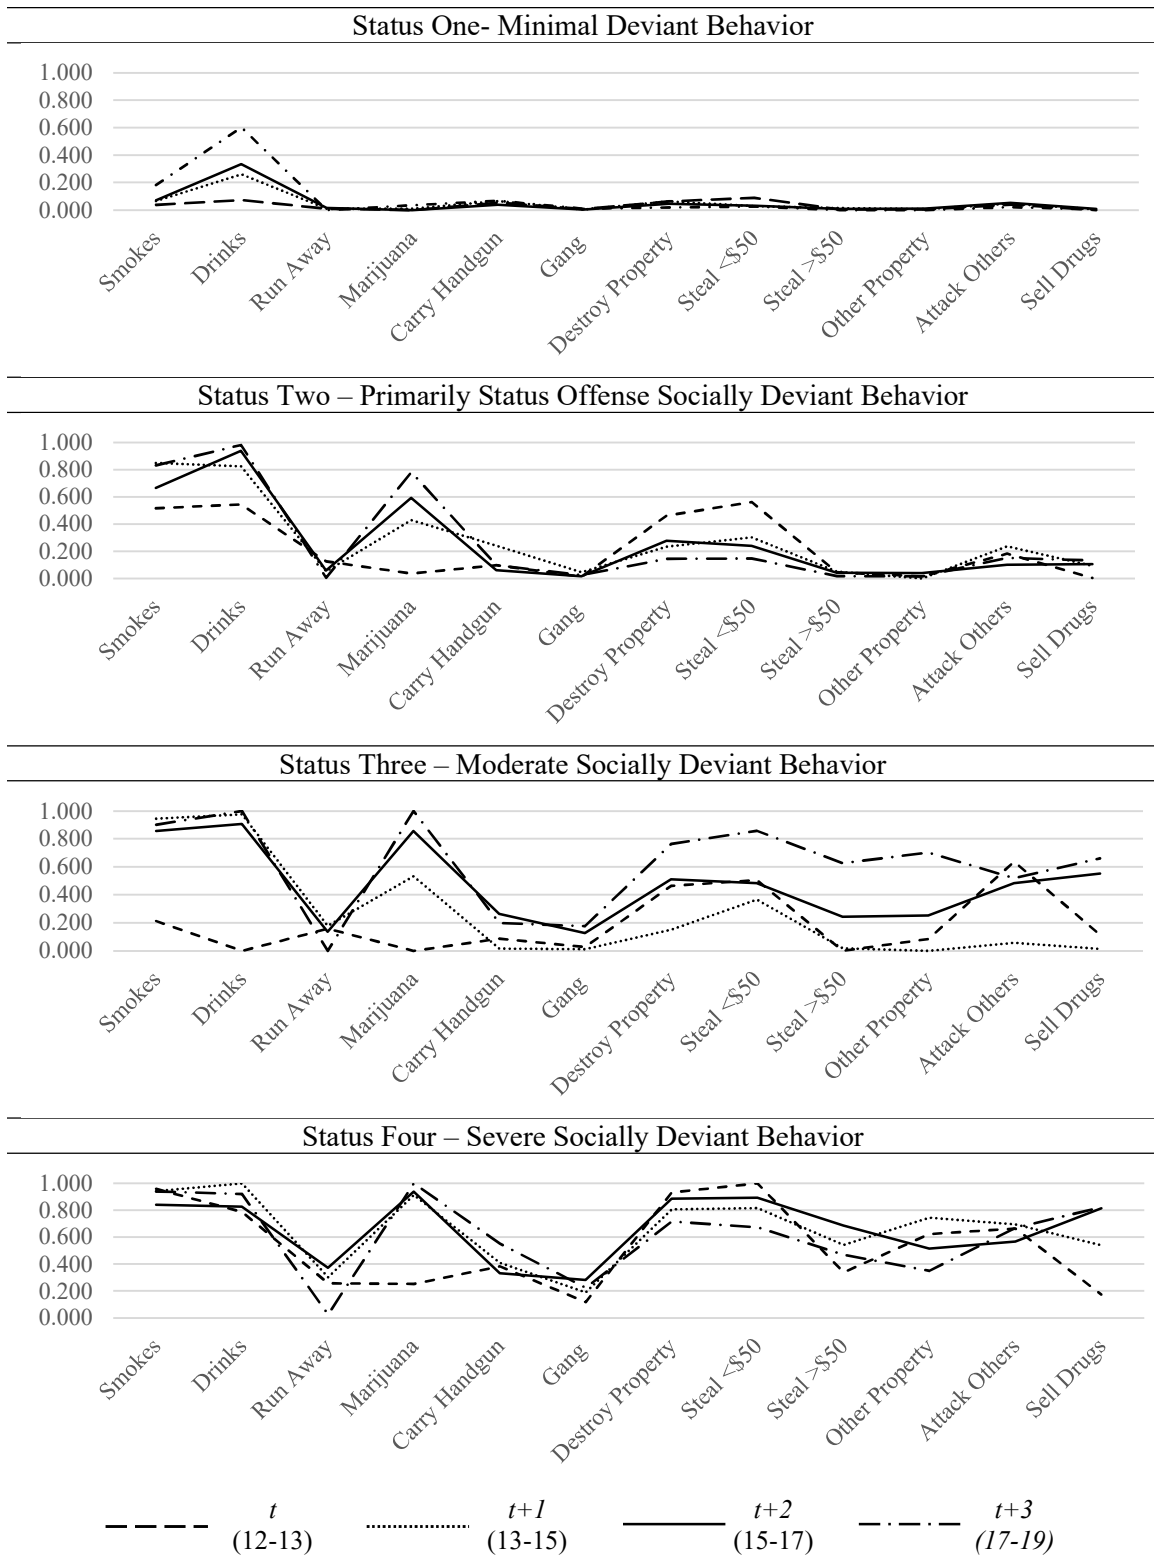 Status One- Minimal Deviant Behavior
1.000
0.800
0.600
0.400
0.200
0.000
Smokes
Drinks
Run Away
Marijuana
Carry Handgun
Gang
Destroy Property
Steal <$50
Steal >$50
Other Property
Attack Others
Sell Drugs
Status Two – Primarily Status Offense Socially Deviant Behavior
1.000
0.800
0.600
0.400
0.200
0.000
Smokes
Drinks
Run Away
Marijuana
Carry Handgun
Gang
Destroy Property
Steal <$50
Steal >$50
Other Property
Attack Others
Sell Drugs
Status Three – Moderate Socially Deviant Behavior
1.000
0.800
0.600
0.400
0.200
0.000
Smokes
Drinks
Run Away
Marijuana
Carry Handgun
Gang
Destroy Property
Steal <$50
Steal >$50
Other Property
Attack Others
Sell Drugs
Status Four – Severe Socially Deviant Behavior
1.000
0.800
0.600
0.400
0.200
0.000
Smokes
Drinks
Run Away
Marijuana
Carry Handgun
Gang
Destroy Property
Steal <$50
Steal >$50
Other Property
Attack Others
Sell Drugs
t
(12-13)
t+1
(13-15)
t+2
(15-17)
t+3
(17-19)